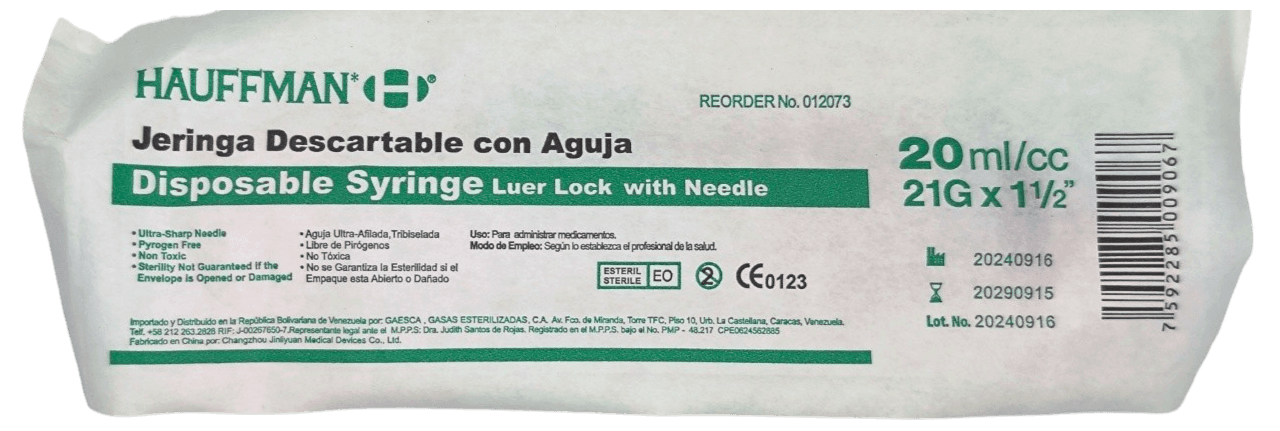 HAUFFMAN*®
REORDER No. 012073
Jeringa Descartable con Aguja
Disposable Syringe Luer Lock with Needle
20 ml/cc
21G x 1 1/2"
• Ultra-Sharp Needle
• Pyrogen Free
• Non Toxic
• Sterility Not Guaranteed if the
Envelope is Opened or Damaged
• Aguja Ultra-Afilada,Tribiselada
• Libre de Pirógenos
• No Tóxica
• No se Garantiza la Esterilidad si el
Empaque esta Abierto o Dañado
Uso: Para administrar medicamentos.
Modo de Empleo: Según lo establezca el profesional de la salud.
ESTERIL
STERILE
EO
2
CE0123
20240916
20290915
Lot. No. 20240916
7592285009067
Importado y Distribuido en la República Bolivariana de Venezuela por: GAESCA , GASAS ESTERILIZADAS, C.A. Av. Fco. de Miranda, Torre TFC, Piso 10, Urb. La Castellana, Caracas, Venezuela.
Telf. +58 212 263.2828 RIF: J-00267650-7.Representante legal ante el M.P.P.S: Dra. Judith Santos de Rojas. Registrado en el M.P.P.S. bajo el No. PMP - 48.217 CPE0624562885
Fabricado en China por: Changzhou Jinliyuan Medical Devices Co., Ltd.